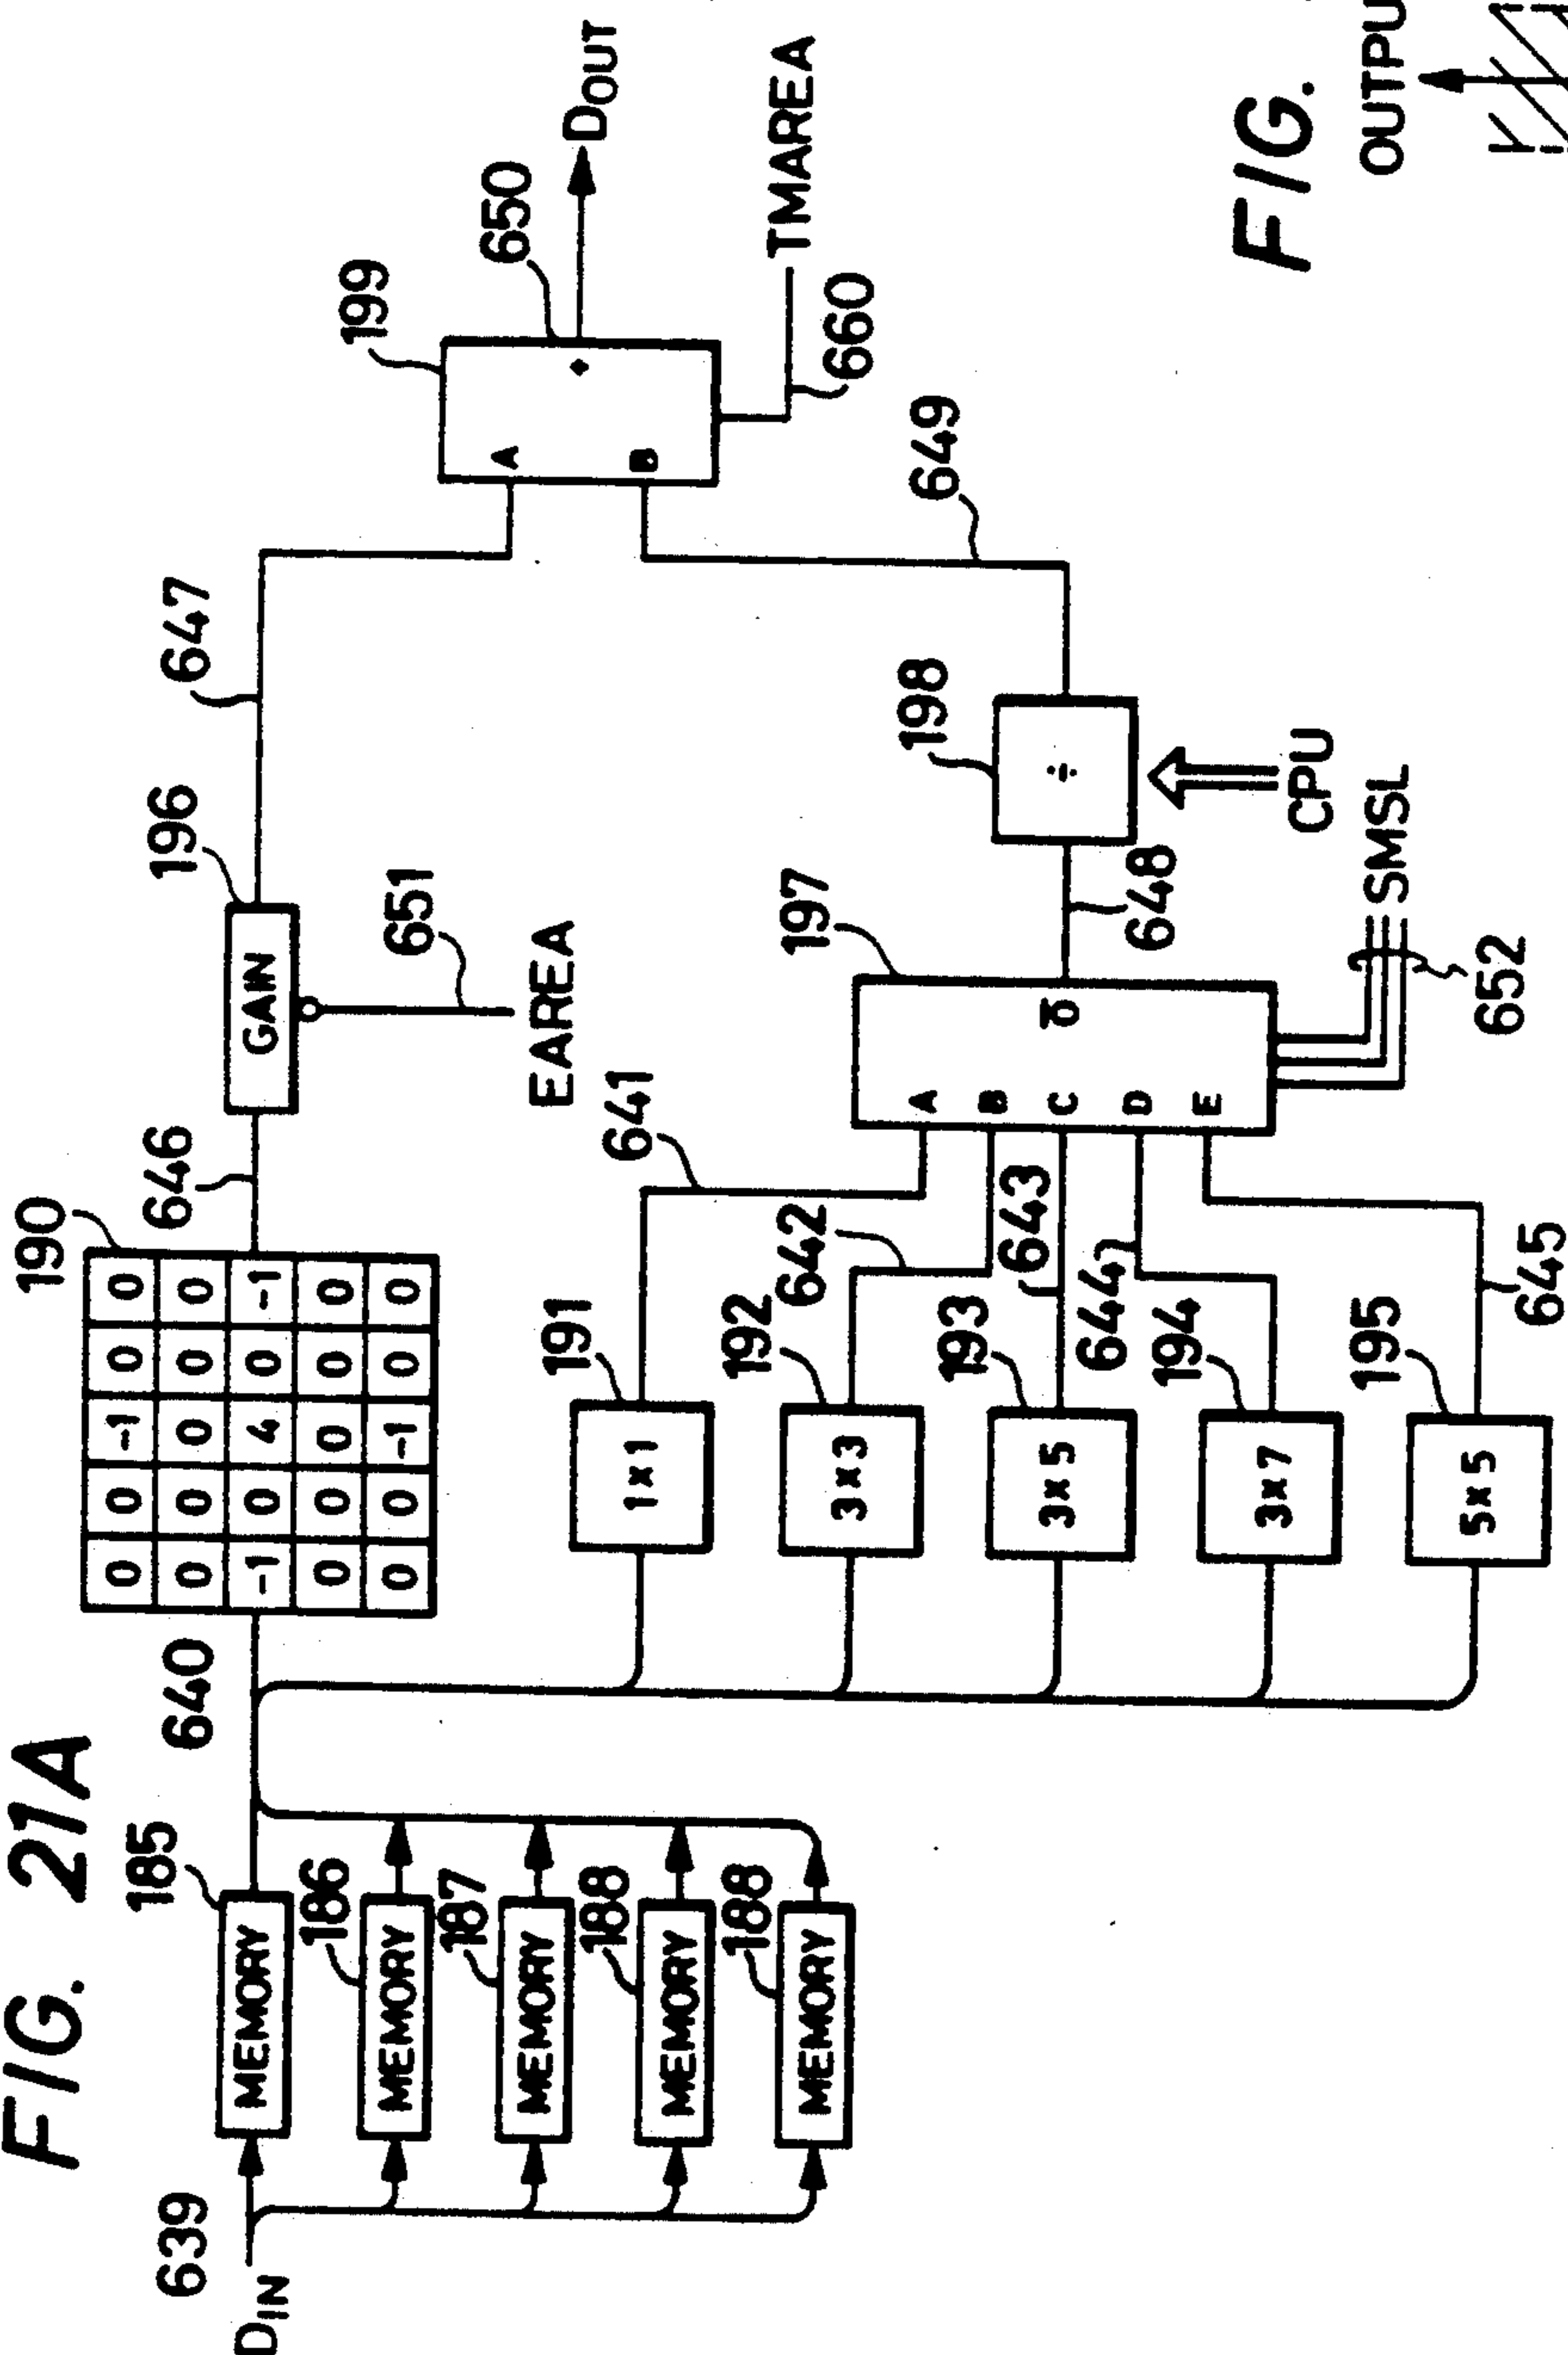 FIG. 21A
639
DIN
185
MEMORY
186
MEMORY
187
MEMORY
188
MEMORY
188
MEMORY
640
190
0 0 -1 0 0
0 0 0 0 0
-1 0 4 0 -1
0 0 0 0 0
0 0 -1 0 0
646
196
GAIN
651
EAREA
647
191
1×1
641
192
3×3
642
193
3×5
643
194
3×7
644
195
5×5
645
197
A
B
C
D
E
O
652
SMSL
648
198
÷
CPU
649
199
A
B
650
DOUT
660
TMAREA
FIG.
OUTPU